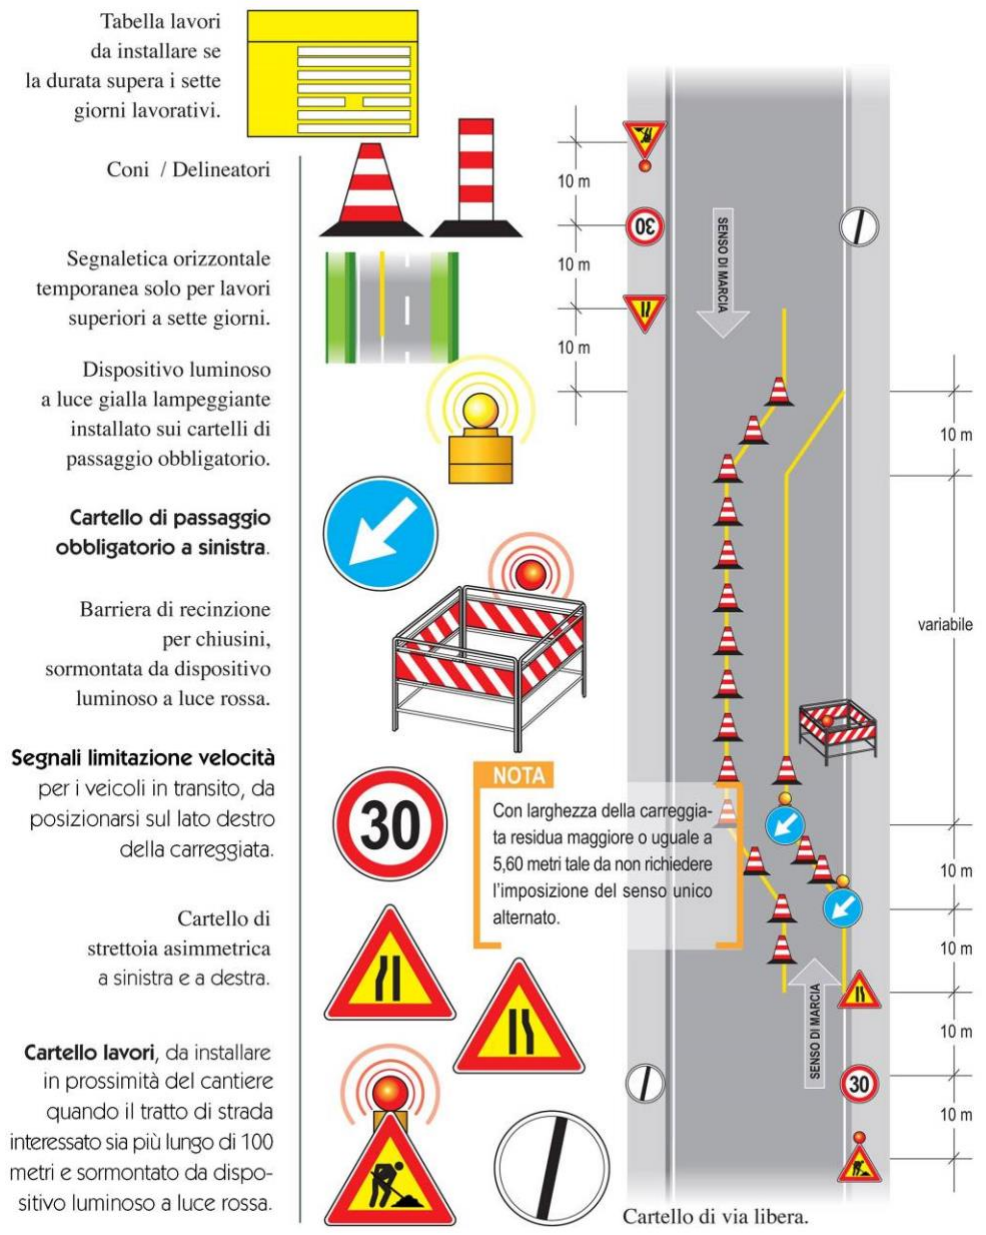 Tabella lavori
da installare se
la durata supera i sette
giorni lavorativi.
Coni / Delineatori
Segnaletica orizzontale
temporanea solo per lavori
superiori a sette giorni.
Dispositivo luminoso
a luce gialla lampeggiante
installato sui cartelli di
passaggio obbligatorio.
Cartello di passaggio
obbligatorio a sinistra.
Barriera di recinzione
per chiusini,
sormontata da dispositivo
luminoso a luce rossa.
Segnali limitazione velocità
per i veicoli in transito, da
posizionarsi sul lato destro
della carreggiata.
30
Cartello di
strettoia asimmetrica
a sinistra e a destra.
Cartello lavori, da installare
in prossimità del cantiere
quando il tratto di strada
interessato sia più lungo di 100
metri e sormontato da dispo-
sitivo luminoso a luce rossa.
NOTA
Con larghezza della carreggia-
ta residua maggiore o uguale a
5,60 metri tale da non richiedere
l'imposizione del senso unico
alternato.
10 m
10 m
10 m
30
SENSO DI MARCIA
10 m
variabile
10 m
10 m
10 m
10 m
SENSO DI MARCIA
30
Cartello di via libera.